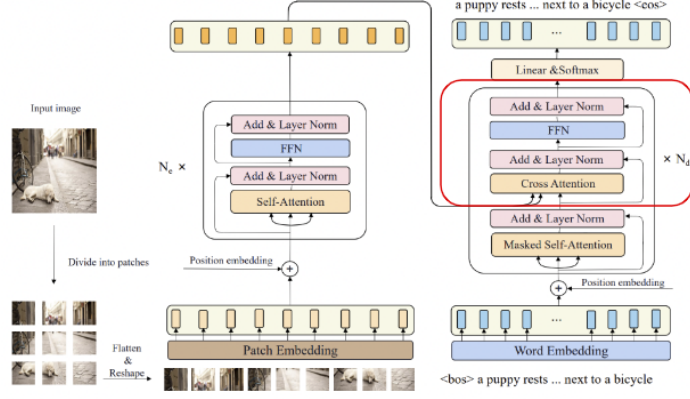 a puppy rests ... next to a bicycle <eos>
...
Linear &Softmax
Input image
Add & Layer Norm
FFN
Add & Layer Norm
Self-Attention
Nₑ ×
Add & Layer Norm
FFN
Add & Layer Norm
Cross Attention
× N_d
Add & Layer Norm
Masked Self-Attention
Divide into patches
Position embedding
+
+
Position embedding
...
Flatten
&
Reshape
Patch Embedding
Word Embedding
<bos> a puppy rests ... next to a bicycle